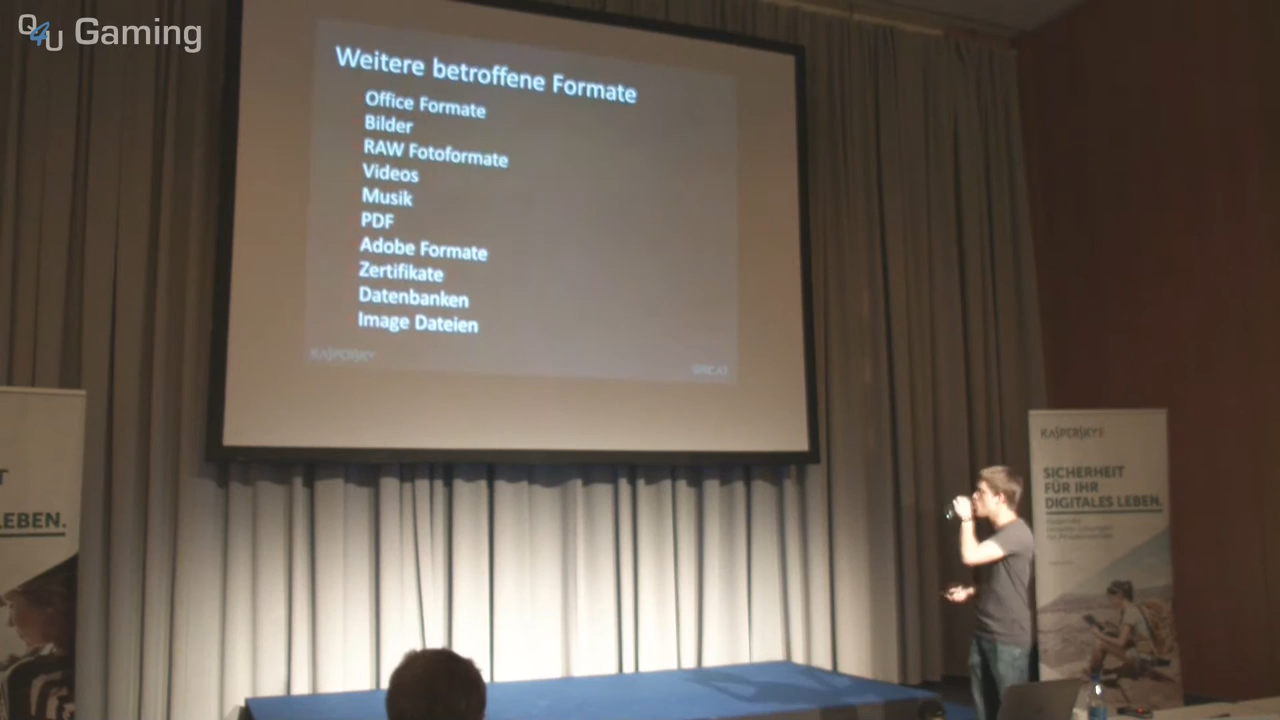 Q4U Gaming
Weitere betroffene Formate
Office Formate
Bilder
RAW Fotoformate
Videos
Musik
PDF
Adobe Formate
Zertifikate
Datenbanken
Image Dateien
KASPERSKY
GREAT
KASPERSKY
SICHERHEIT
FÜR IHR
DIGITALES LEBEN.
T
LEBEN.